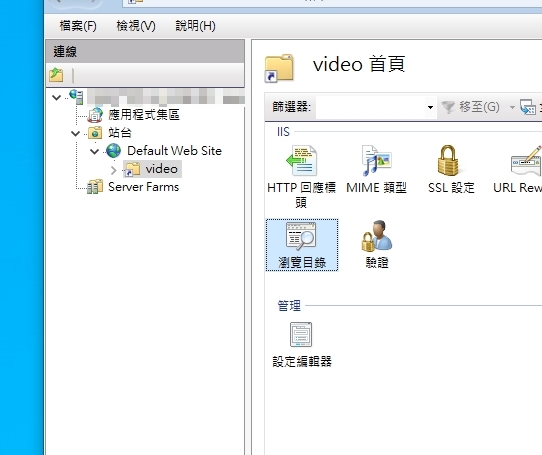 檔案(F) 檢視(V) 說明(H)
連線
應用程式集區
站台
Default Web Site
video
Server Farms
video 首頁
篩選器: 移至(G)
IIS
HTTP 回應標頭
MIME 類型
SSL 設定
URL Rew
瀏覽目錄
驗證
管理
設定編輯器